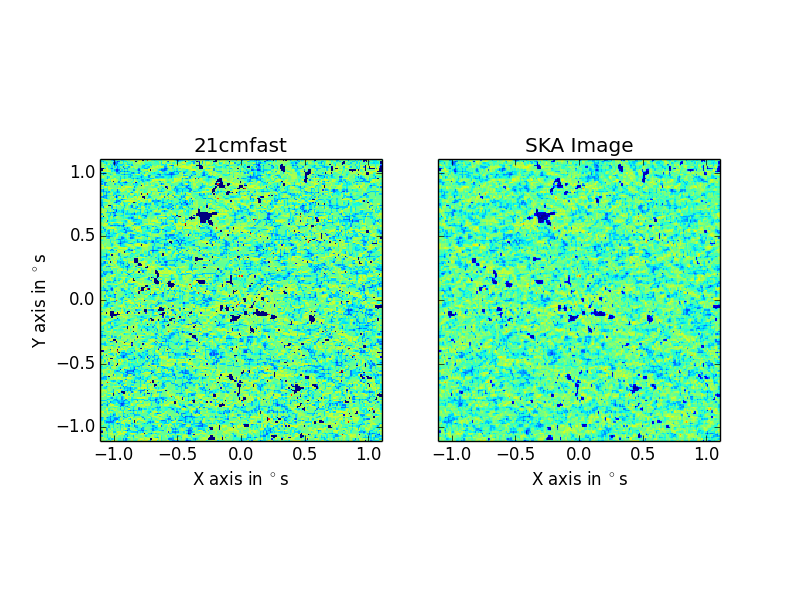 21cmfast
SKA Image
1.0
0.5
0.0
−0.5
−1.0
Y axis in °s
−1.0 −0.5 0.0 0.5 1.0
−1.0 −0.5 0.0 0.5 1.0
X axis in °s
X axis in °s